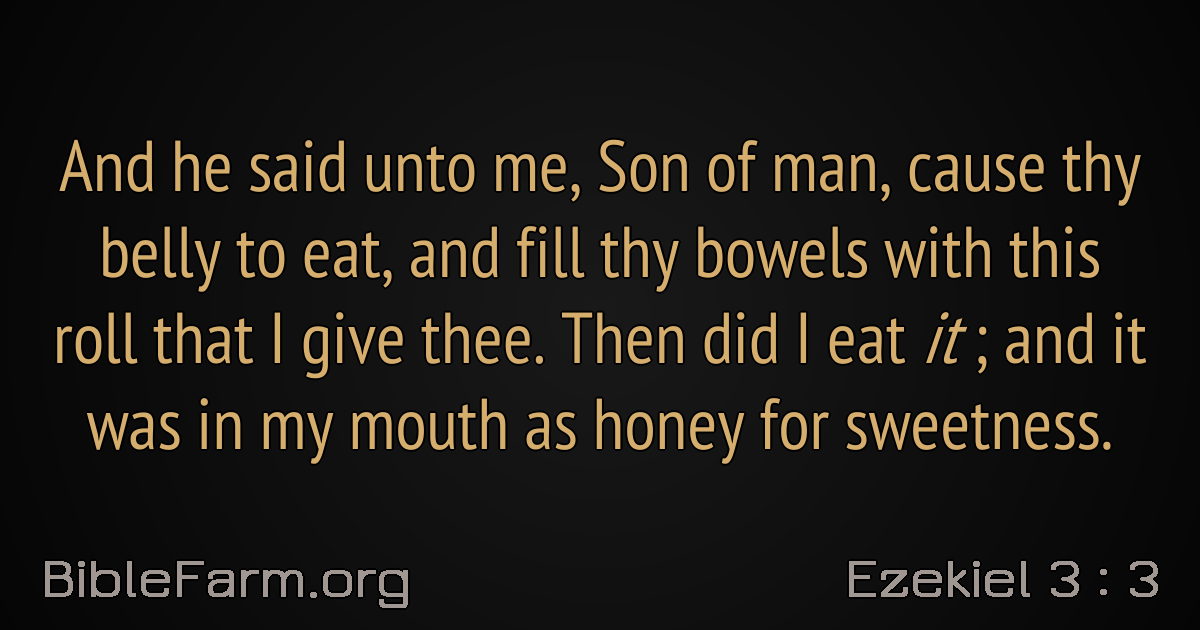 And he said unto me, Son of man, cause thy
belly to eat, and fill thy bowels with this
roll that I give thee. Then did I eat it ; and it
was in my mouth as honey for sweetness.
BibleFarm.org
Ezekiel 3 : 3